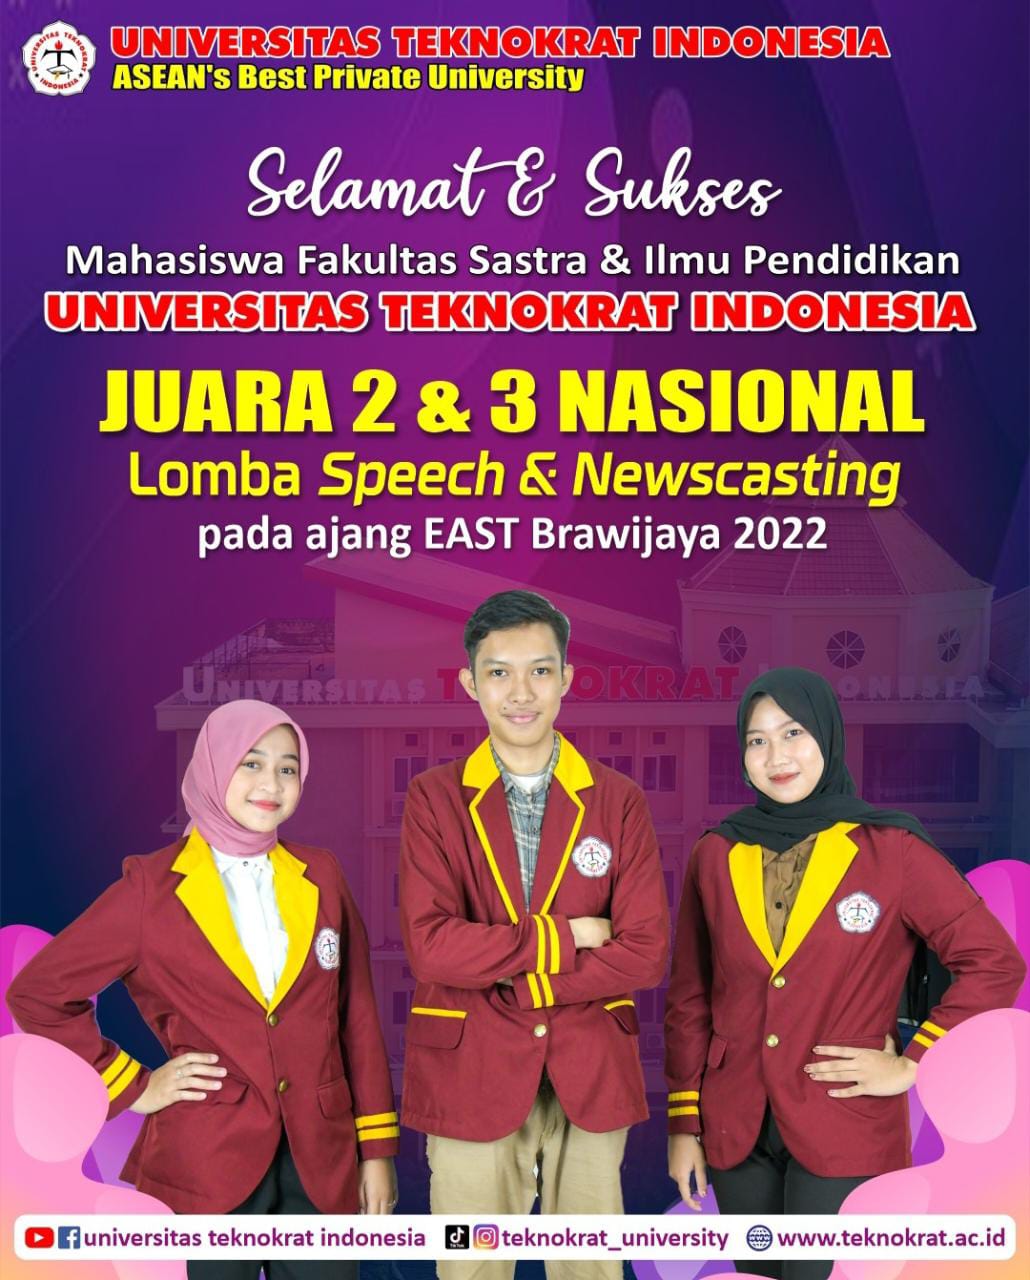 UNIVERSITAS TEKNOKRAT INDONESIA
ASEAN's Best Private University
Selamat & Sukses
Mahasiswa Fakultas Sastra & Ilmu Pendidikan
UNIVERSITAS TEKNOKRAT INDONESIA
JUARA 2 & 3 NASIONAL
Lomba Speech & Newscasting
pada ajang EAST Brawijaya 2022
universitas teknokrat indonesia
teknokrat_university
www.teknokrat.ac.id